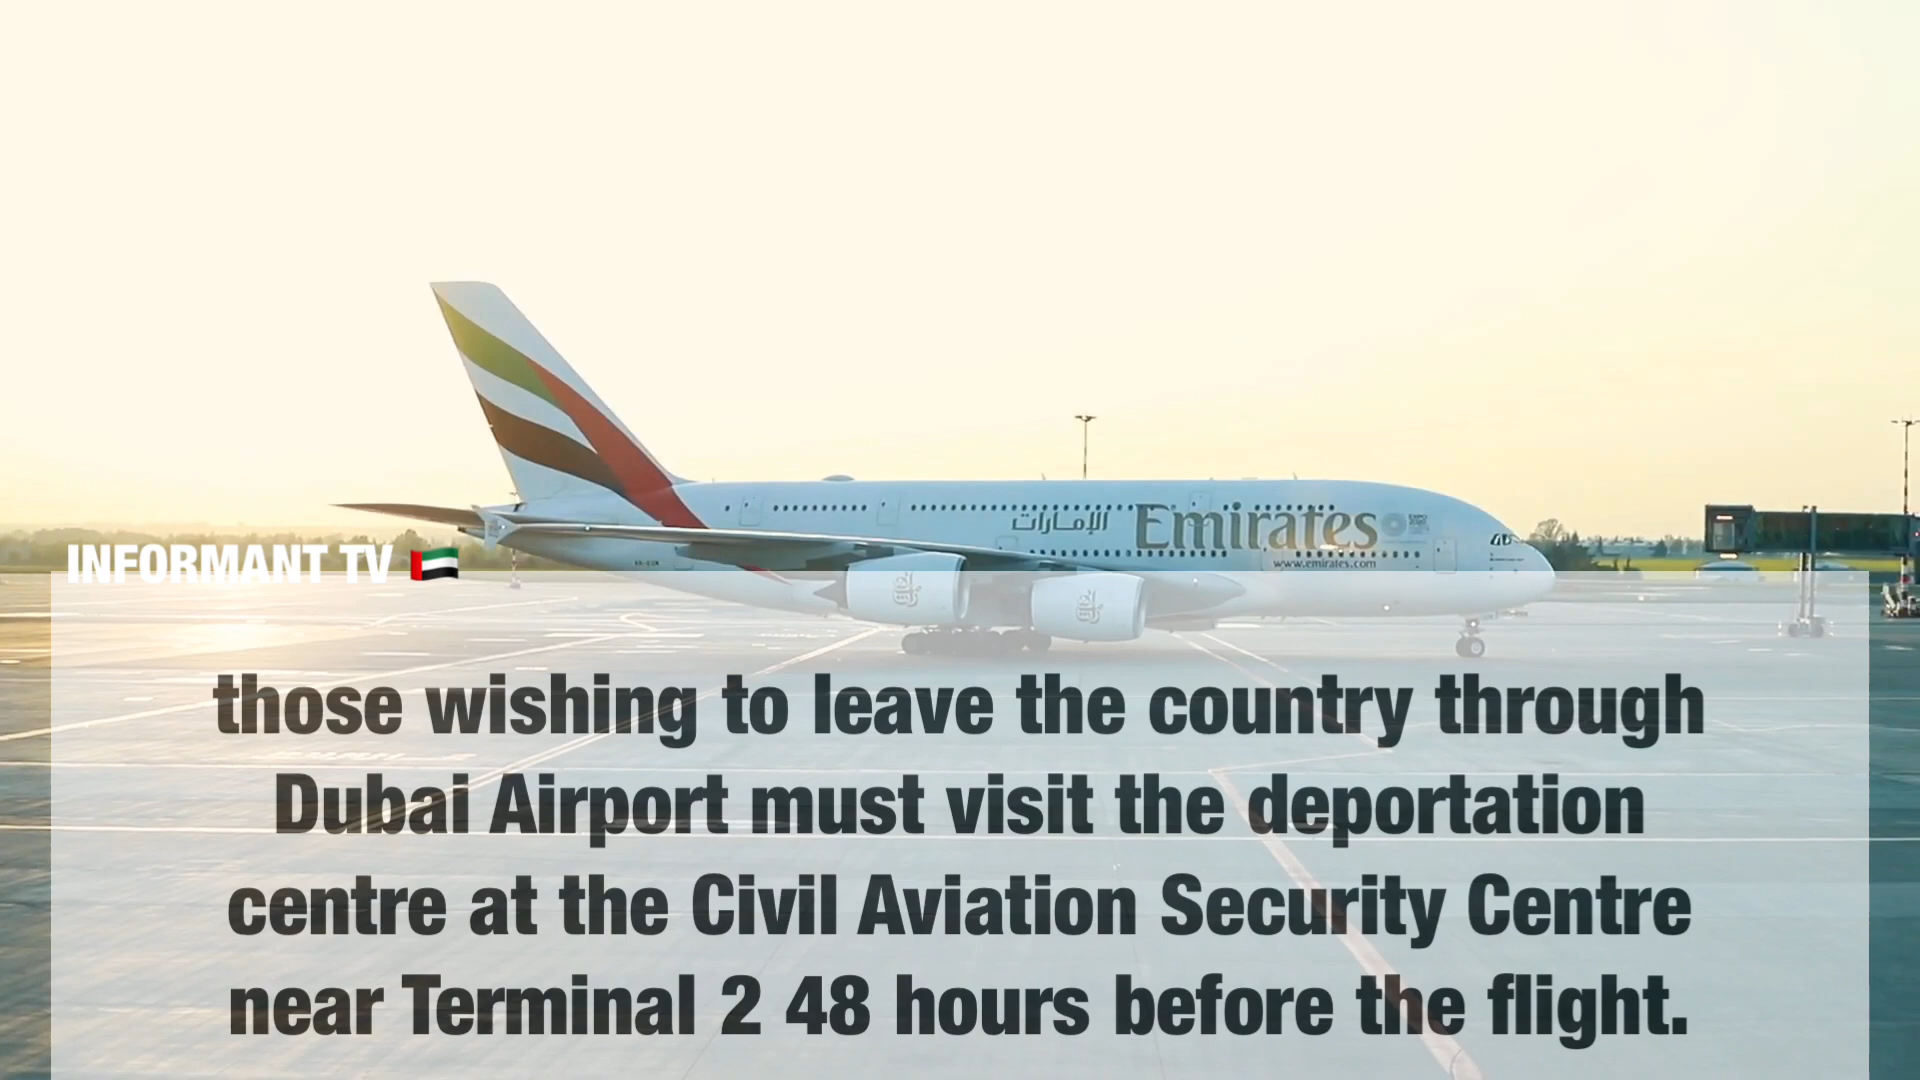 الإمارات Emirates
www.emirates.com
INFORMANT TV 🇦🇪
those wishing to leave the country through
Dubai Airport must visit the deportation
centre at the Civil Aviation Security Centre
near Terminal 2 48 hours before the flight.